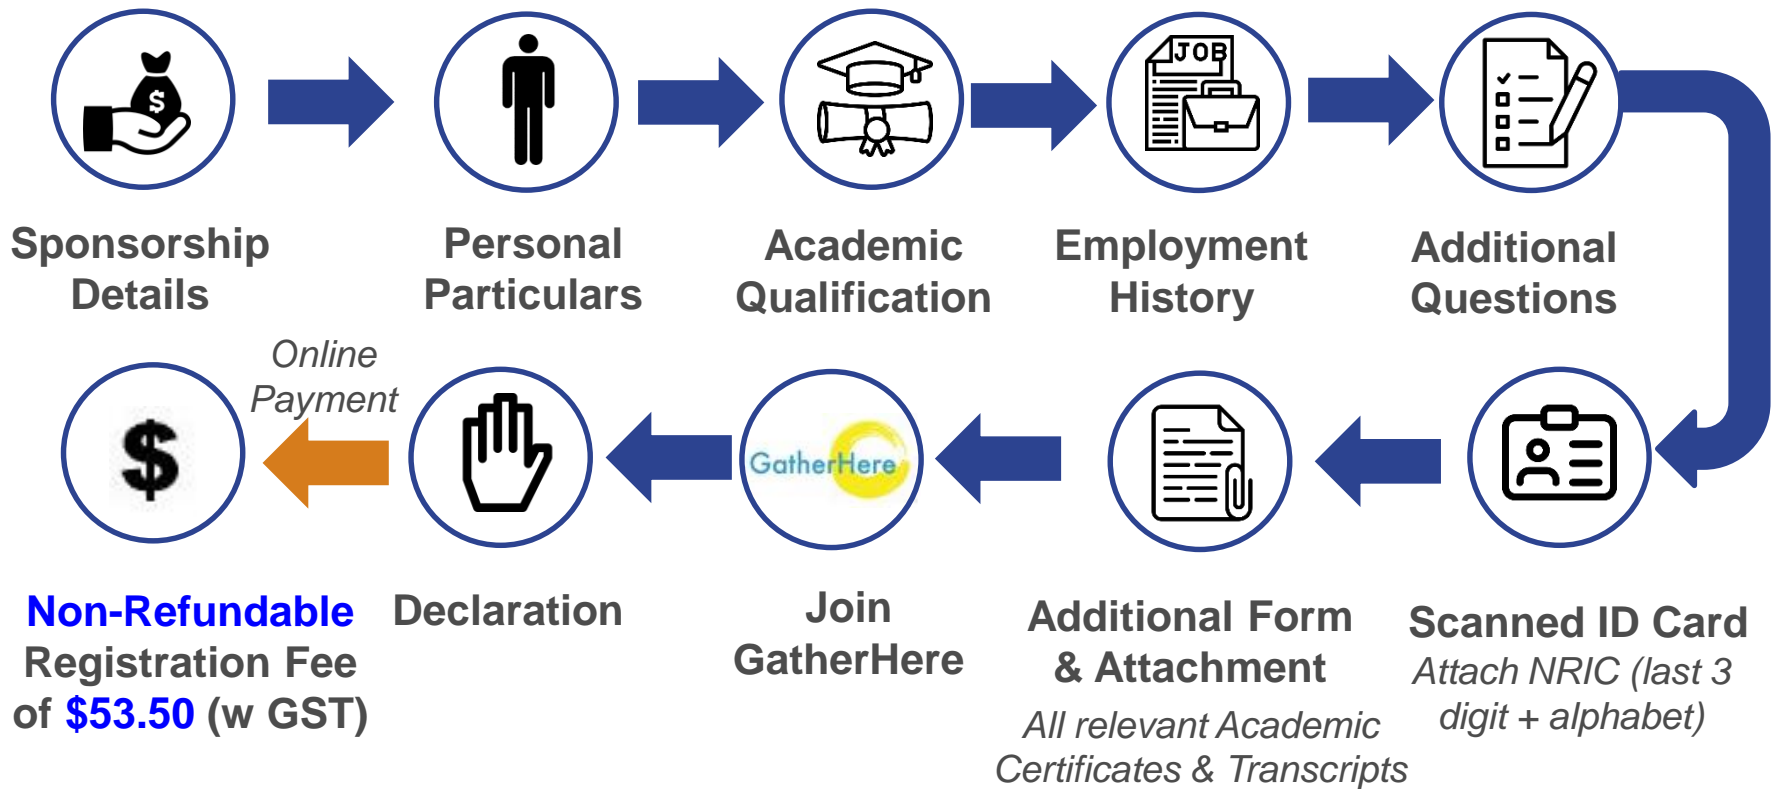 $
JOB
Sponsorship
Details
Personal
Particulars
Academic
Qualification
Employment
History
Additional
Questions
Online
Payment
$
GatherHere
Non-Refundable
Registration Fee
of $53.50 (w GST)
Declaration
Join
GatherHere
Additional Form
& Attachment
All relevant Academic
Certificates & Transcripts
Scanned ID Card
Attach NRIC (last 3
digit + alphabet)